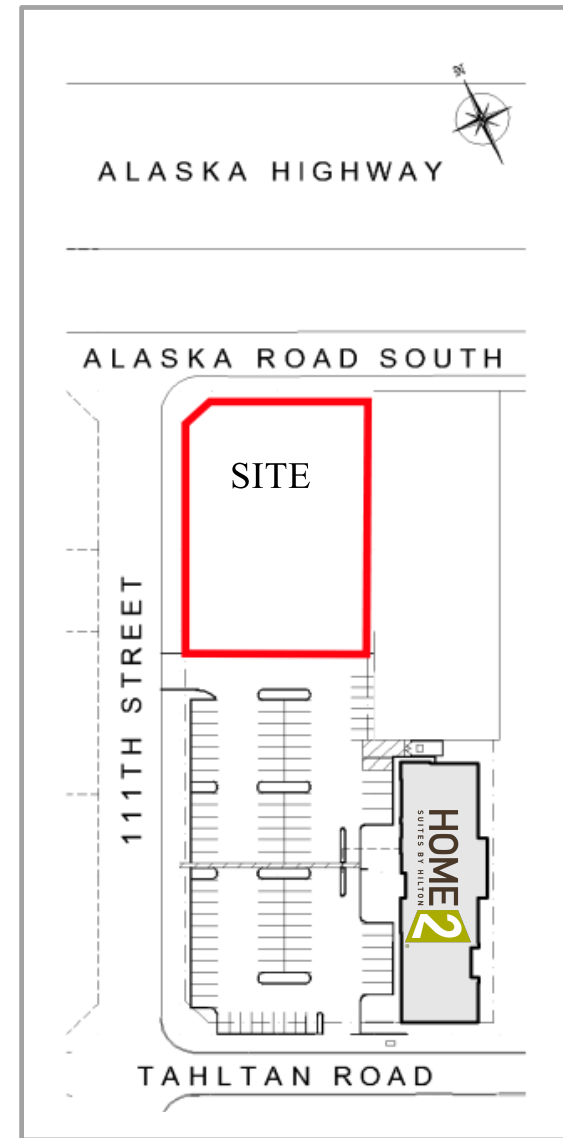 N
ALASKA HIGHWAY
ALASKA ROAD SOUTH
SITE
111TH STREET
HOME2
SUITES BY HILTON
TAHLTAN ROAD